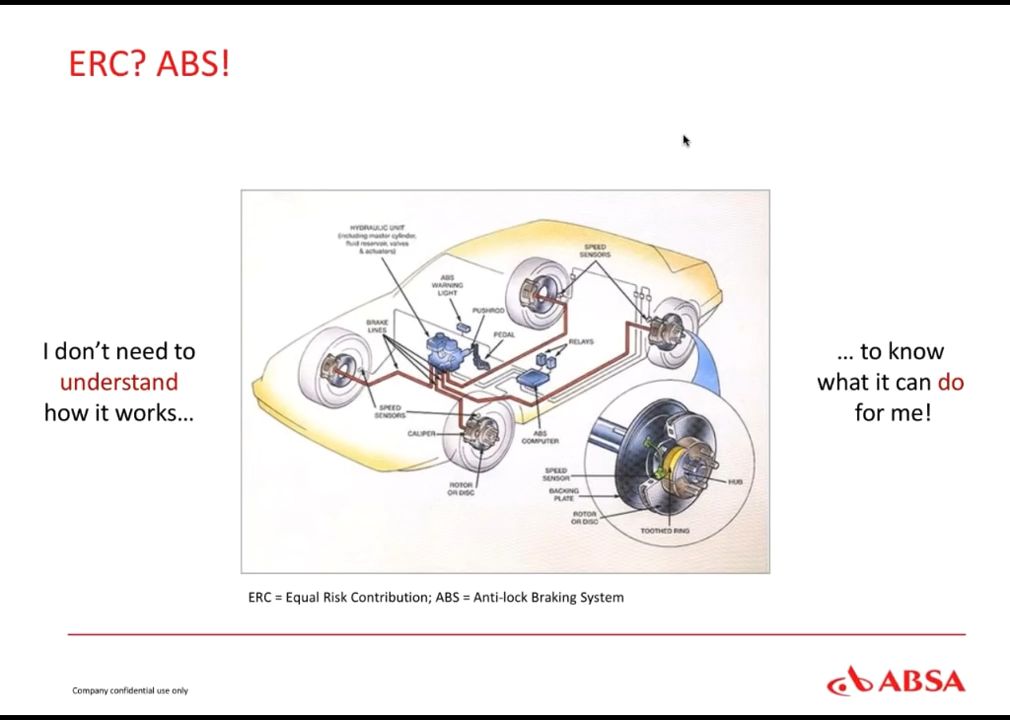 ERC? ABS!
I don't need to
understand
how it works...
HYDRAULIC UNIT
(including master cylinder,
fluid reservoir, valves
& actuators)
ABS
WARNING
LIGHT
PUSHROD
PEDAL
BRAKE
LINES
SPEED
SENSORS
RELAYS
SPEED
SENSORS
CALIPER
ABS
COMPUTER
ROTOR
OR DISC
SPEED
SENSOR
BACKING
PLATE
ROTOR
OR DISC
HUB
TOOTHED RING
... to know
what it can do
for me!
ERC = Equal Risk Contribution; ABS = Anti-lock Braking System
Company confidential use only
ABSA